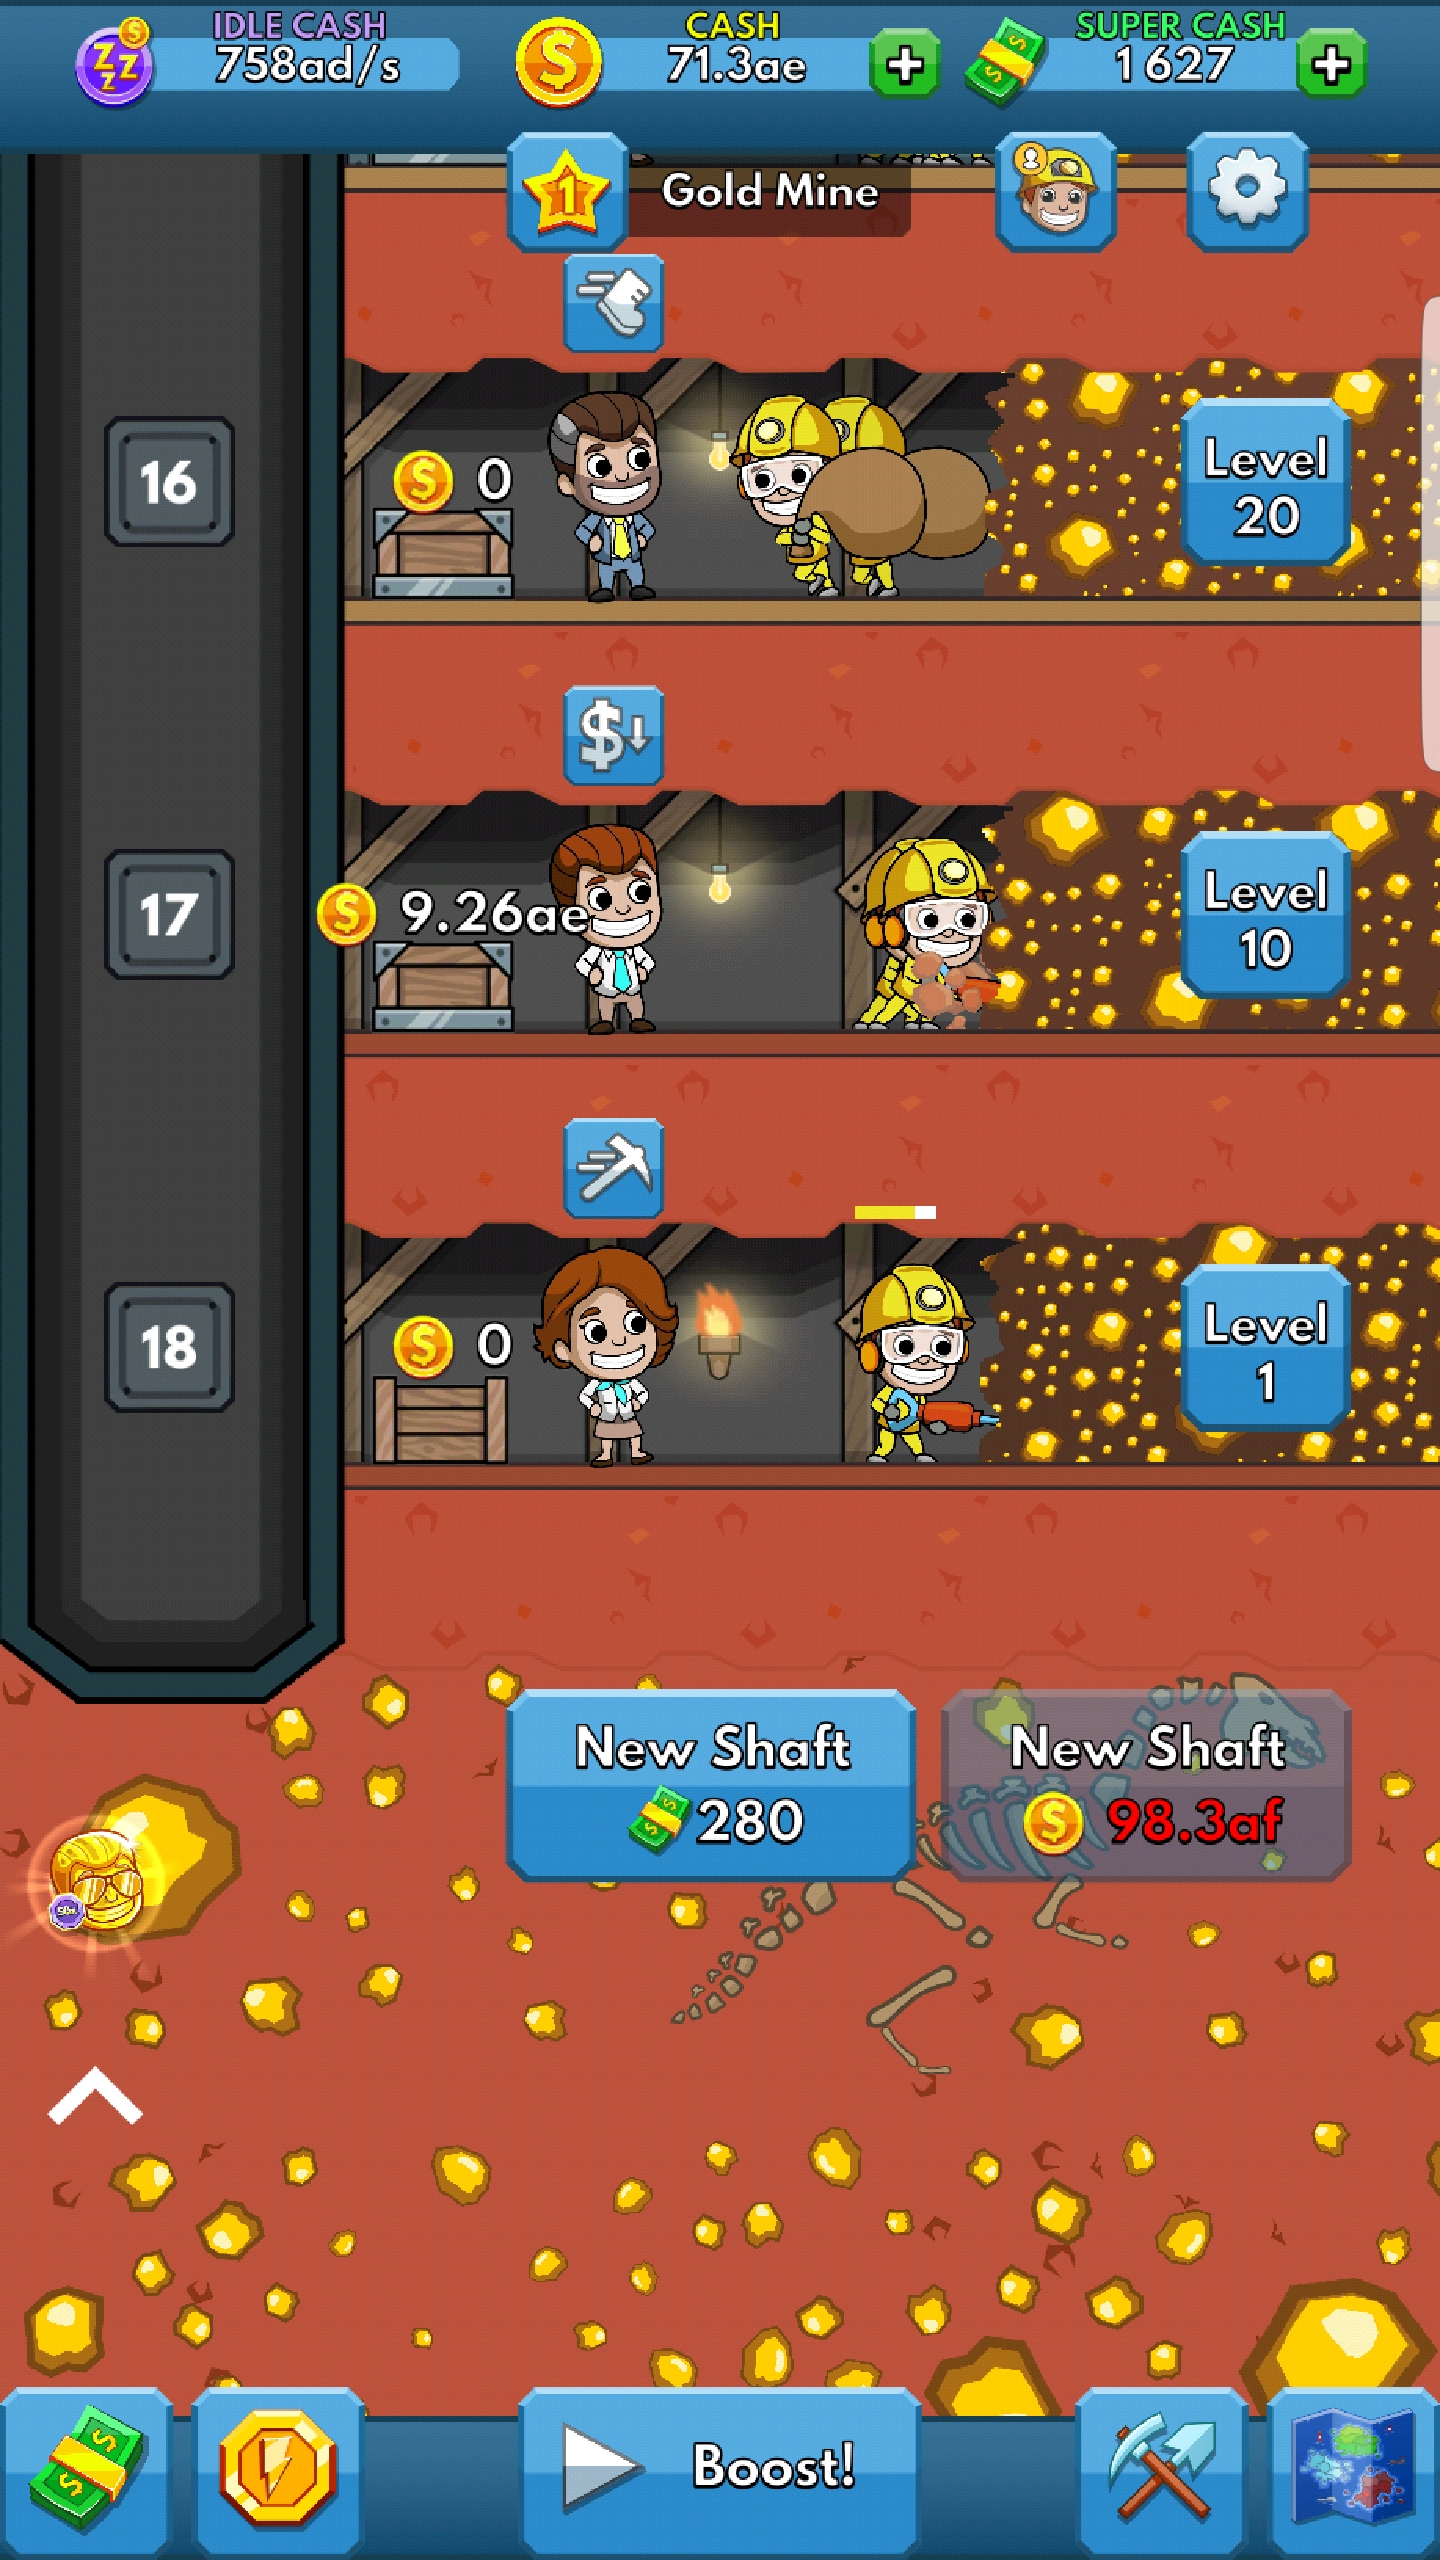 IDLE CASH
758ad/s
CASH
71.3ae
SUPER CASH
1627
1
Gold Mine
16
0
Level
20
17
9.26ae
Level
10
18
0
Level
1
New Shaft
280
New Shaft
98.3af
Boost!